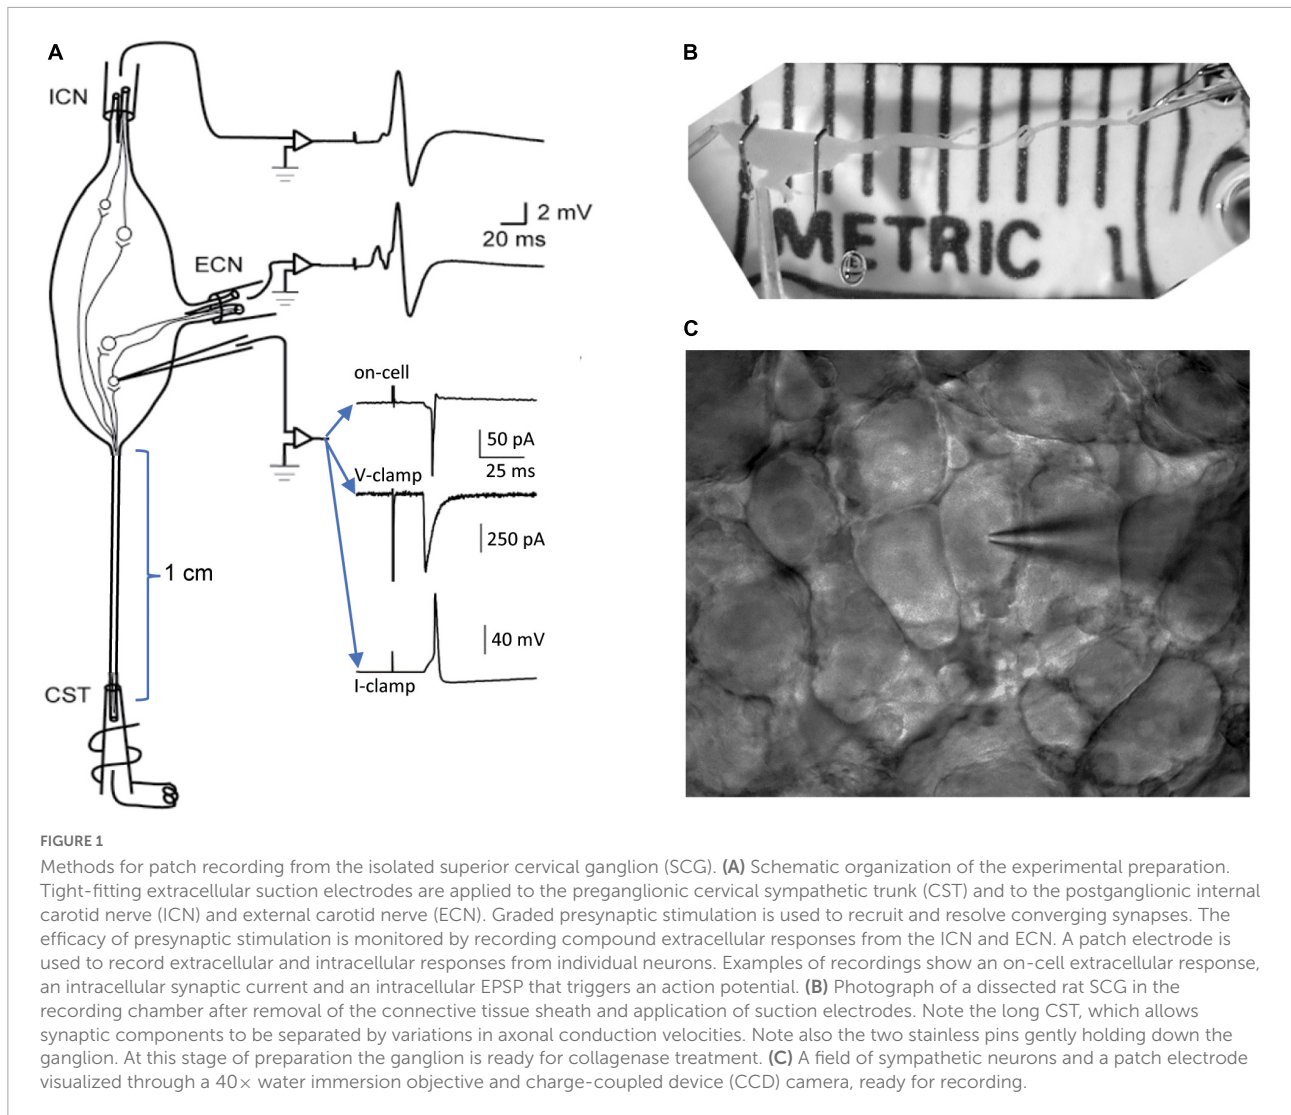 A
ICN
2 mV
20 ms
ECN
on-cell
50 pA
25 ms
V-clamp
250 pA
1 cm
40 mV
CST
I-clamp
B
METRIC 1
C
FIGURE 1
Methods for patch recording from the isolated superior cervical ganglion (SCG). (A) Schematic organization of the experimental preparation.
Tight-fitting extracellular suction electrodes are applied to the preganglionic cervical sympathetic trunk (CST) and to the postganglionic internal
carotid nerve (ICN) and external carotid nerve (ECN). Graded presynaptic stimulation is used to recruit and resolve converging synapses. The
efficacy of presynaptic stimulation is monitored by recording compound extracellular responses from the ICN and ECN. A patch electrode is
used to record extracellular and intracellular responses from individual neurons. Examples of recordings show an on-cell extracellular response,
an intracellular synaptic current and an intracellular EPSP that triggers an action potential. (B) Photograph of a dissected rat SCG in the
recording chamber after removal of the connective tissue sheath and application of suction electrodes. Note the long CST, which allows
synaptic components to be separated by variations in axonal conduction velocities. Note also the two stainless pins gently holding down the
ganglion. At this stage of preparation the ganglion is ready for collagenase treatment. (C) A field of sympathetic neurons and a patch electrode
visualized through a 40× water immersion objective and charge-coupled device (CCD) camera, ready for recording.